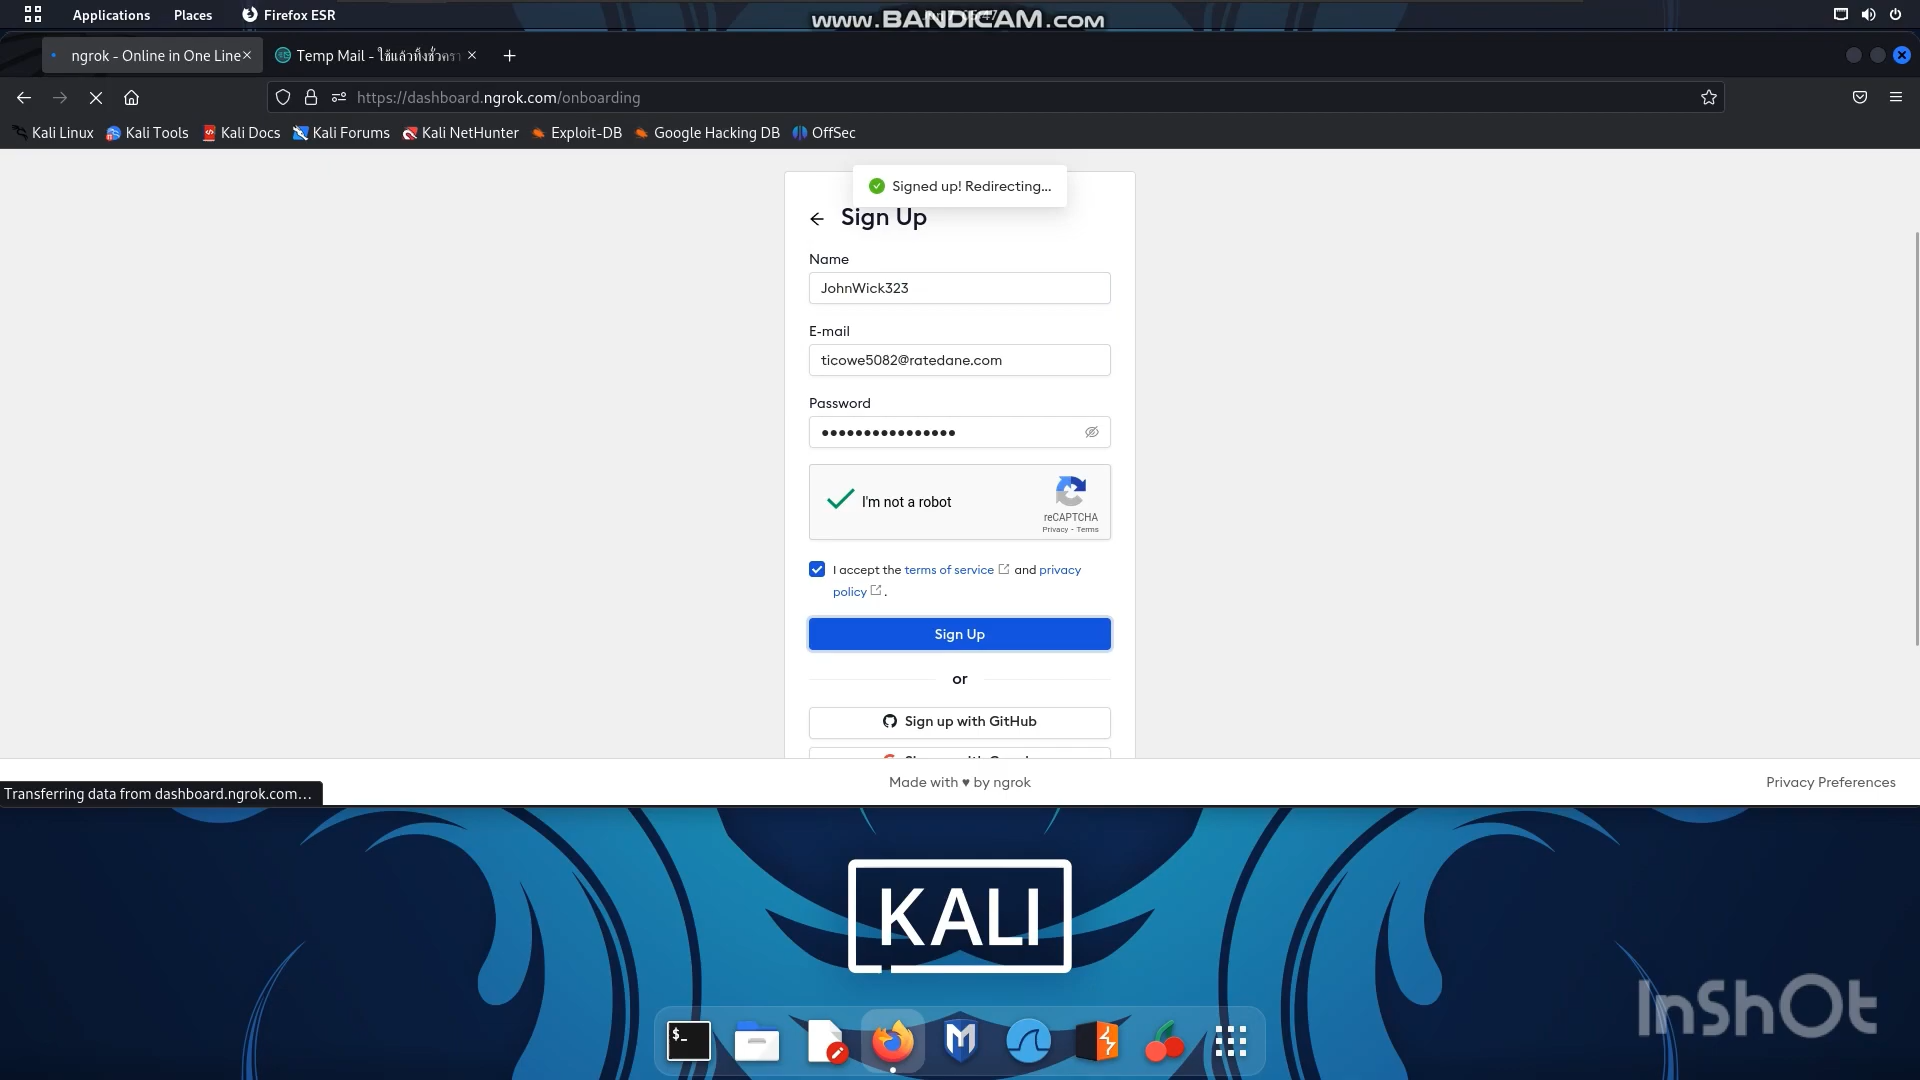 Applications Places Firefox ESR
www.BANDICAM.com
ngrok - Online in One Line
Temp Mail - ใช้แล้วทิ้งชั่วครา
https://dashboard.ngrok.com/onboarding
Kali Linux Kali Tools Kali Docs Kali Forums Kali NetHunter Exploit-DB Google Hacking DB OffSec
Signed up! Redirecting...
Sign Up
Name
JohnWick323
E-mail
ticowe5082@ratedane.com
Password
I'm not a robot
reCAPTCHA
Privacy - Terms
I accept the terms of service and privacy
policy .
Sign Up
or
Sign up with GitHub
Made with ♥ by ngrok
Privacy Preferences
Transferring data from dashboard.ngrok.com...
KALI
$_
InShOt